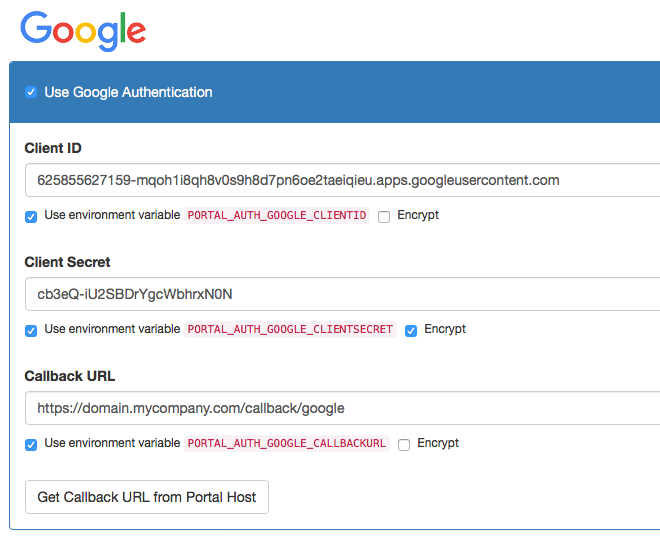 Google
Use Google Authentication
Client ID
625855627159-mqoh1i8qh8v0s9h8d7pn6oe2taeiqieu.apps.googleusercontent.com
Use environment variable PORTAL_AUTH_GOOGLE_CLIENTID Encrypt
Client Secret
cb3eQ-iU2SBDrYgcWbhrxN0N
Use environment variable PORTAL_AUTH_GOOGLE_CLIENTSECRET Encrypt
Callback URL
https://domain.mycompany.com/callback/google
Use environment variable PORTAL_AUTH_GOOGLE_CALLBACKURL Encrypt
Get Callback URL from Portal Host